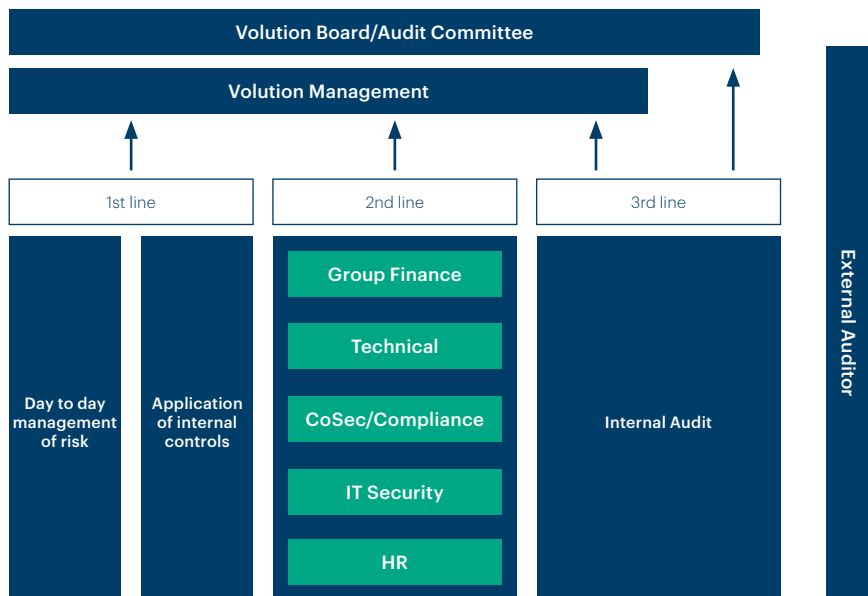 Volution Board/Audit Committee
Volution Management
1st line
2nd line
3rd line
Day to day
management
of risk
Application
of internal
controls
Group Finance
Technical
CoSec/Compliance
IT Security
HR
Internal Audit
External Auditor